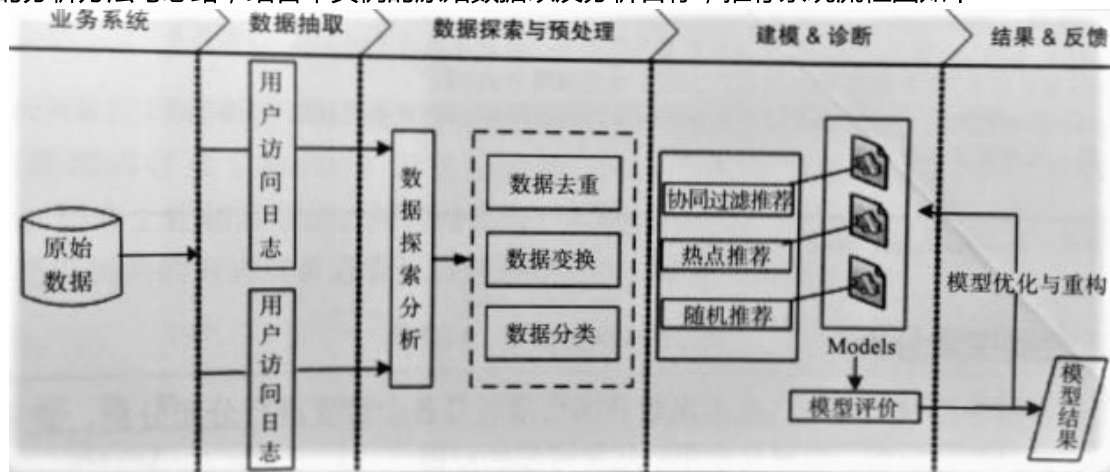 业务系统
数据抽取
数据探索与预处理
建模 & 诊断
结果 & 反馈
原始
数据
用户访问日志
用户访问日志
数据探索分析
数据去重
数据变换
数据分类
协同过滤推荐
热点推荐
随机推荐
Models
模型评价
模型优化与重构
模型结果